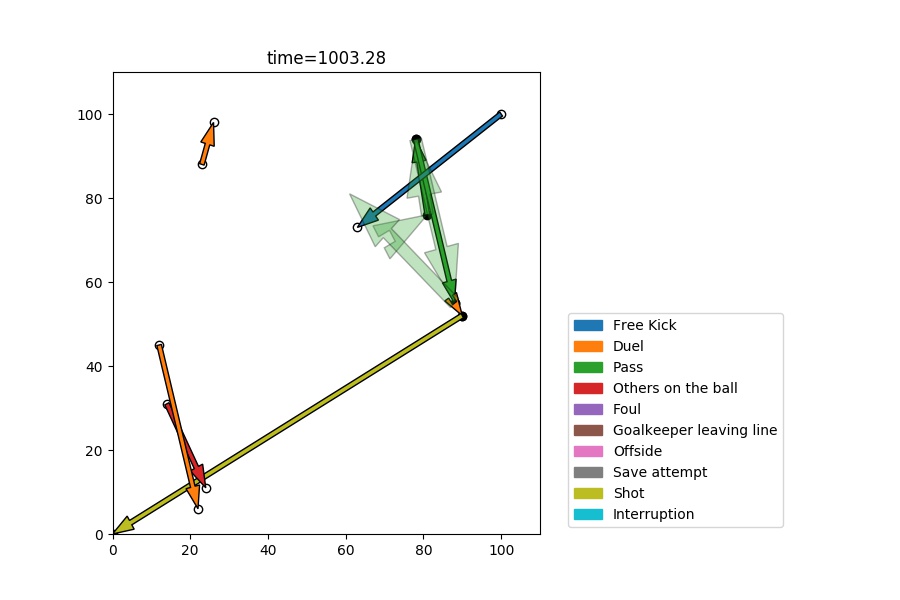 time=1003.28
100
80
60
40
20
0
0 20 40 60 80 100
Free Kick
Duel
Pass
Others on the ball
Foul
Goalkeeper leaving line
Offside
Save attempt
Shot
Interruption